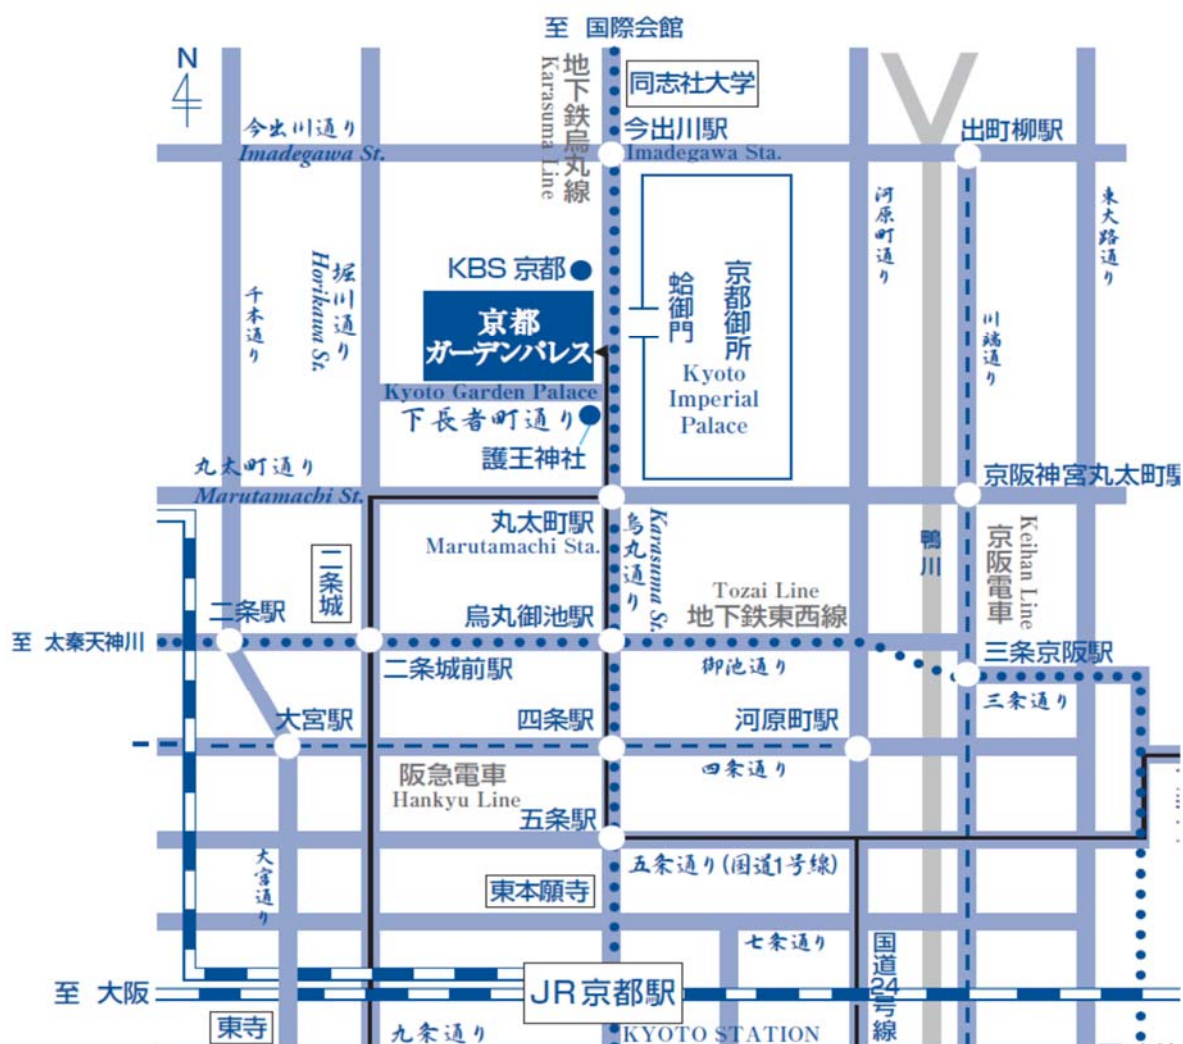 至 国際会館
N
地下鉄烏丸線
Karasuma Line
同志社大学
今出川通り
Imadegawa St.
今出川駅
Imadegawa Sta.
出町柳駅
河原町通り
東大路通り
千本通り
堀川通り
Horikawa St.
KBS 京都
京都
ガーデンパレス
Kyoto Garden Palace
下長者町通り
護王神社
蛤御門
京都御所
Kyoto
Imperial
Palace
川端通り
丸太町通り
Marutamachi St.
丸太町駅
Marutamachi Sta.
烏丸通り
Karasuma St.
京阪神宮丸太町駅
鴨川
京阪電車
Keihan Line
二条城
二条駅
烏丸御池駅
Tozai Line
地下鉄東西線
至 太秦天神川
二条城前駅
御池通り
三条京阪駅
三条通り
大宮駅
四条駅
河原町駅
阪急電車
Hankyu Line
四条通り
五条駅
五条通り(国道1号線)
大宮通り
東本願寺
七条通り
国道24号線
至 大阪
JR京都駅
東寺
九条通り
KYOTO STATION